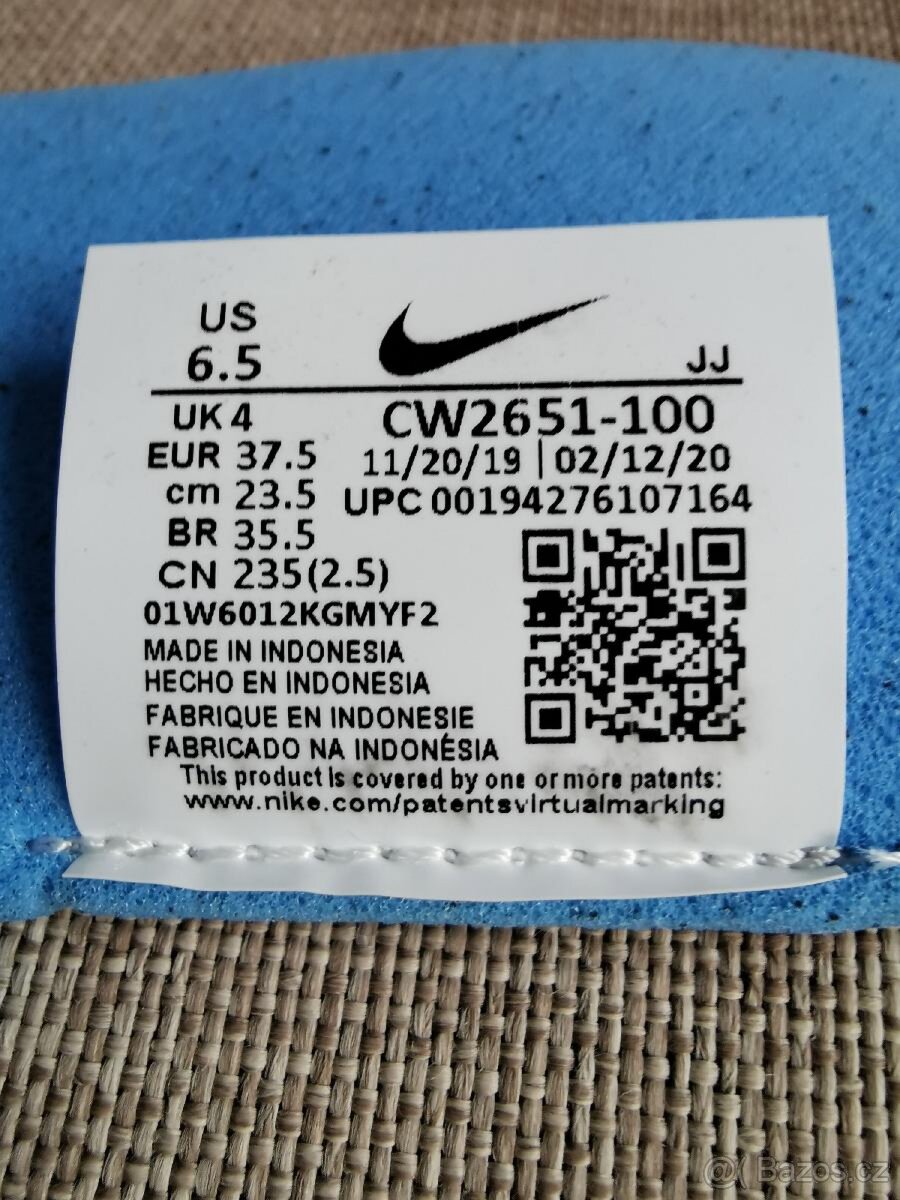 US
6.5
JJ
UK 4
CW2651-100
EUR 37.5
11/20/19 | 02/12/20
cm 23.5
UPC 00194276107164
BR 35.5
CN 235(2.5)
01W6012KGMYF2
MADE IN INDONESIA
HECHO EN INDONESIA
FABRIQUE EN INDONESIE
FABRICADO NA INDONÉSIA
This product is covered by one or more patents:
www.nike.com/patentsvirtualmarking
@ Bazos.cz